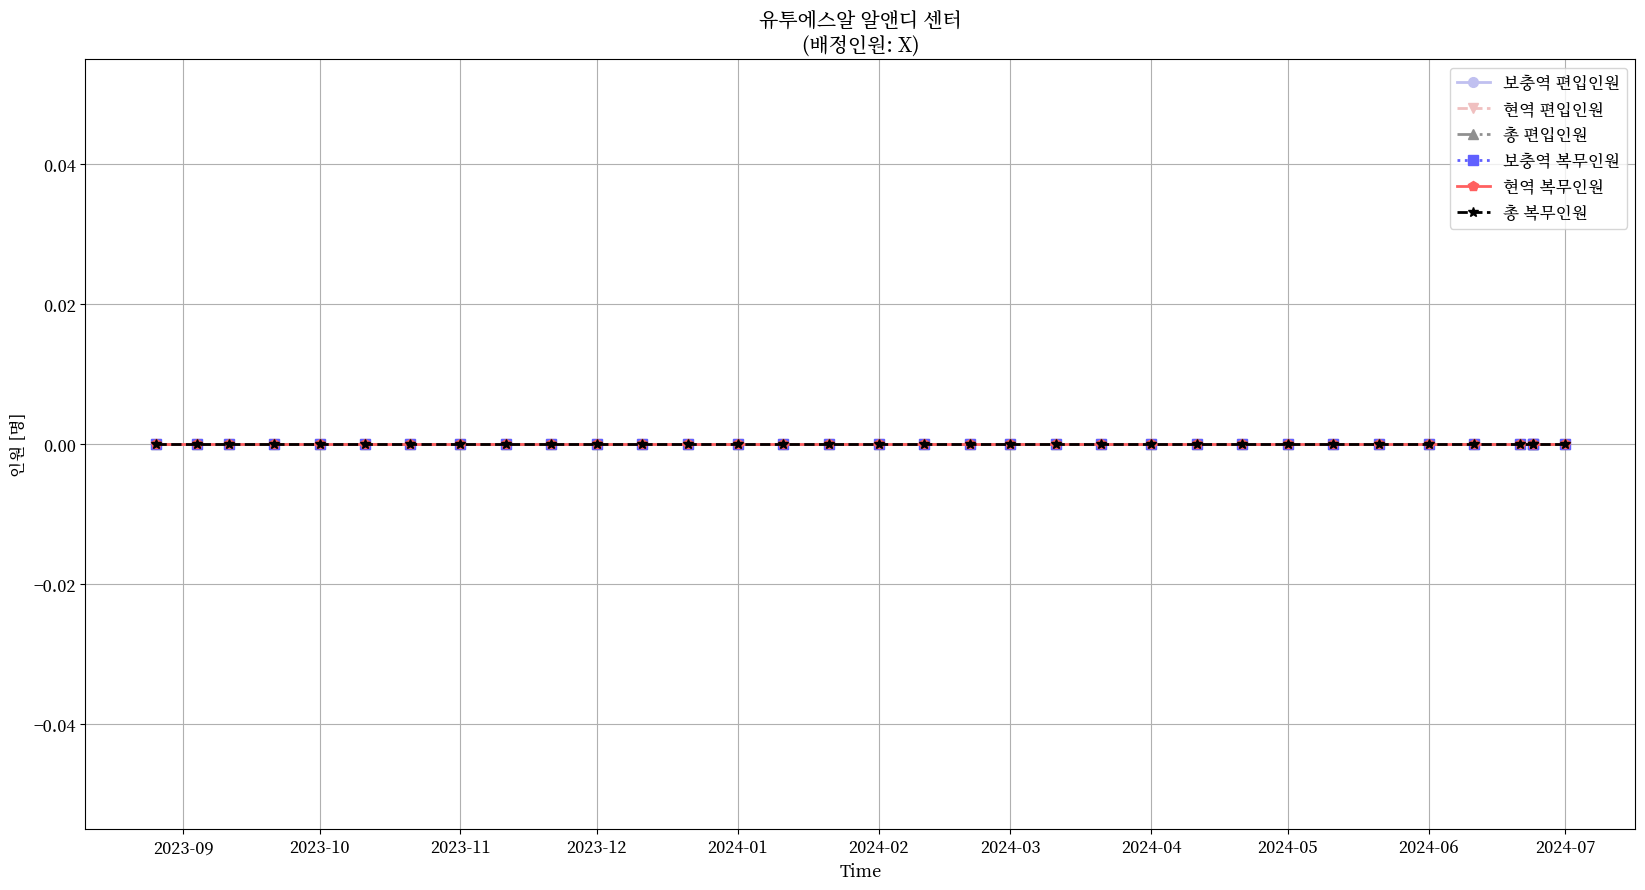 유투에스알 알앤디 센터
(배정인원: X)
보충역 편입인원
현역 편입인원
총 편입인원
보충역 복무인원
현역 복무인원
총 복무인원
인원 [명]
0.04
0.02
0.00
−0.02
−0.04
2023-09
2023-10
2023-11
2023-12
2024-01
2024-02
2024-03
2024-04
2024-05
2024-06
2024-07
Time